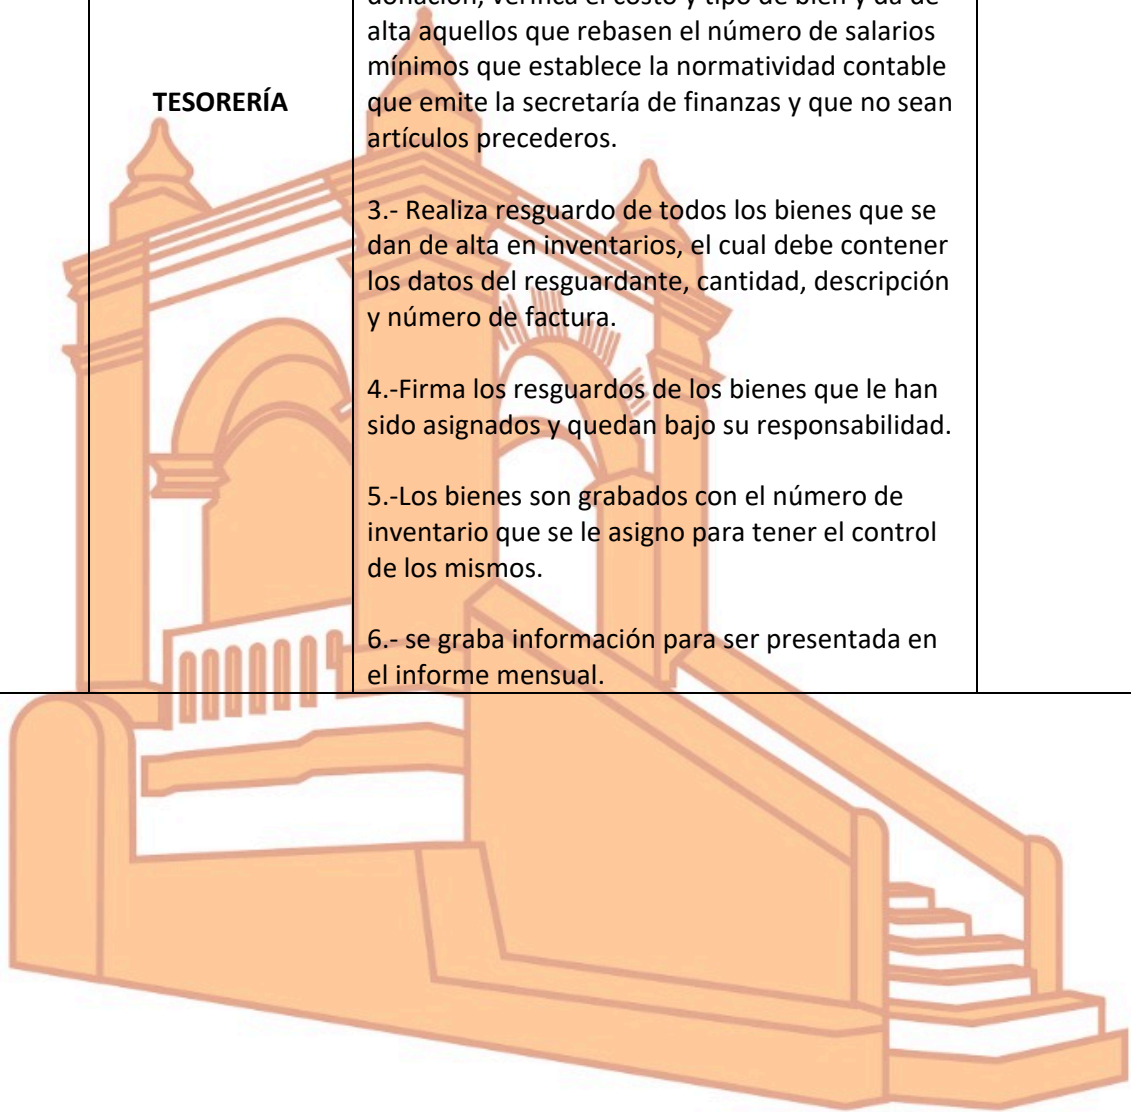 donación, verifica el costo y tipo de bien y da de
alta aquellos que rebasen el número de salarios
mínimos que establece la normatividad contable
TESORERÍA
que emite la secretaría de finanzas y que no sean
artículos precederos.
3.- Realiza resguardo de todos los bienes que se
dan de alta en inventarios, el cual debe contener
los datos del resguardante, cantidad, descripción
y número de factura.
4.-Firma los resguardos de los bienes que le han
sido asignados y quedan bajo su responsabilidad.
5.-Los bienes son grabados con el número de
inventario que se le asigno para tener el control
de los mismos.
6.- se graba información para ser presentada en
el informe mensual.